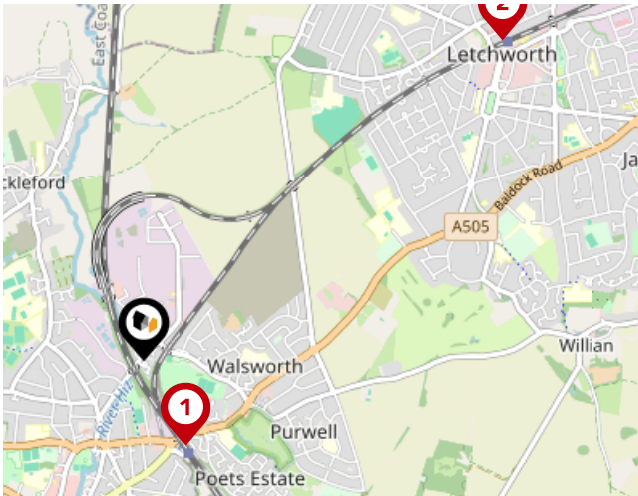 East Coa
2
Letchworth
ckleford
Baldock Road
Ja
A505
Willian
Walsworth
River Hiz
1
Purwell
Poets Estate